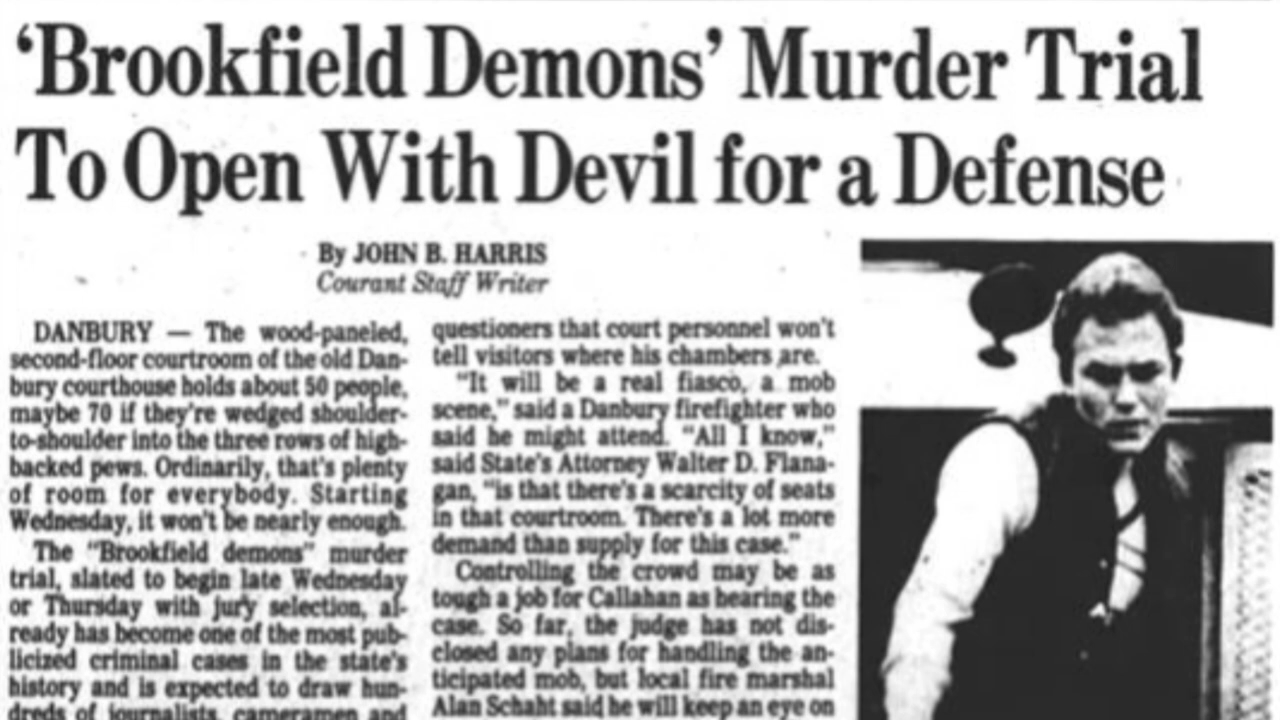 ‘Brookfield Demons’ Murder Trial
To Open With Devil for a Defense
By JOHN B. HARRIS
Courant Staff Writer
DANBURY — The wood-paneled,
second-floor courtroom of the old Dan-
bury courthouse holds about 50 people,
maybe 70 if they're wedged shoulder-
to-shoulder into the three rows of high-
backed pews. Ordinarily, that's plenty
of room for everybody. Starting
Wednesday, it won't be nearly enough.
The “Brookfield demons” murder
trial, slated to begin late Wednesday
or Thursday with jury selection, al-
ready has become one of the most pub-
licized criminal cases in the state's
history and is expected to draw hun-
dreds of journalists, cameramen and
questioners that court personnel won't
tell visitors where his chambers are.
“It will be a real fiasco, a mob
scene,” said a Danbury firefighter who
said he might attend. “All I know,”
said State's Attorney Walter D. Flana-
gan, “is that there's a scarcity of seats
in that courtroom. There's a lot more
demand than supply for this case.”
Controlling the crowd may be as
tough a job for Callahan as hearing the
case. So far, the judge has not dis-
closed any plans for handling the an-
ticipated mob, but local fire marshal
Alan Schaht said he will keep an eye on